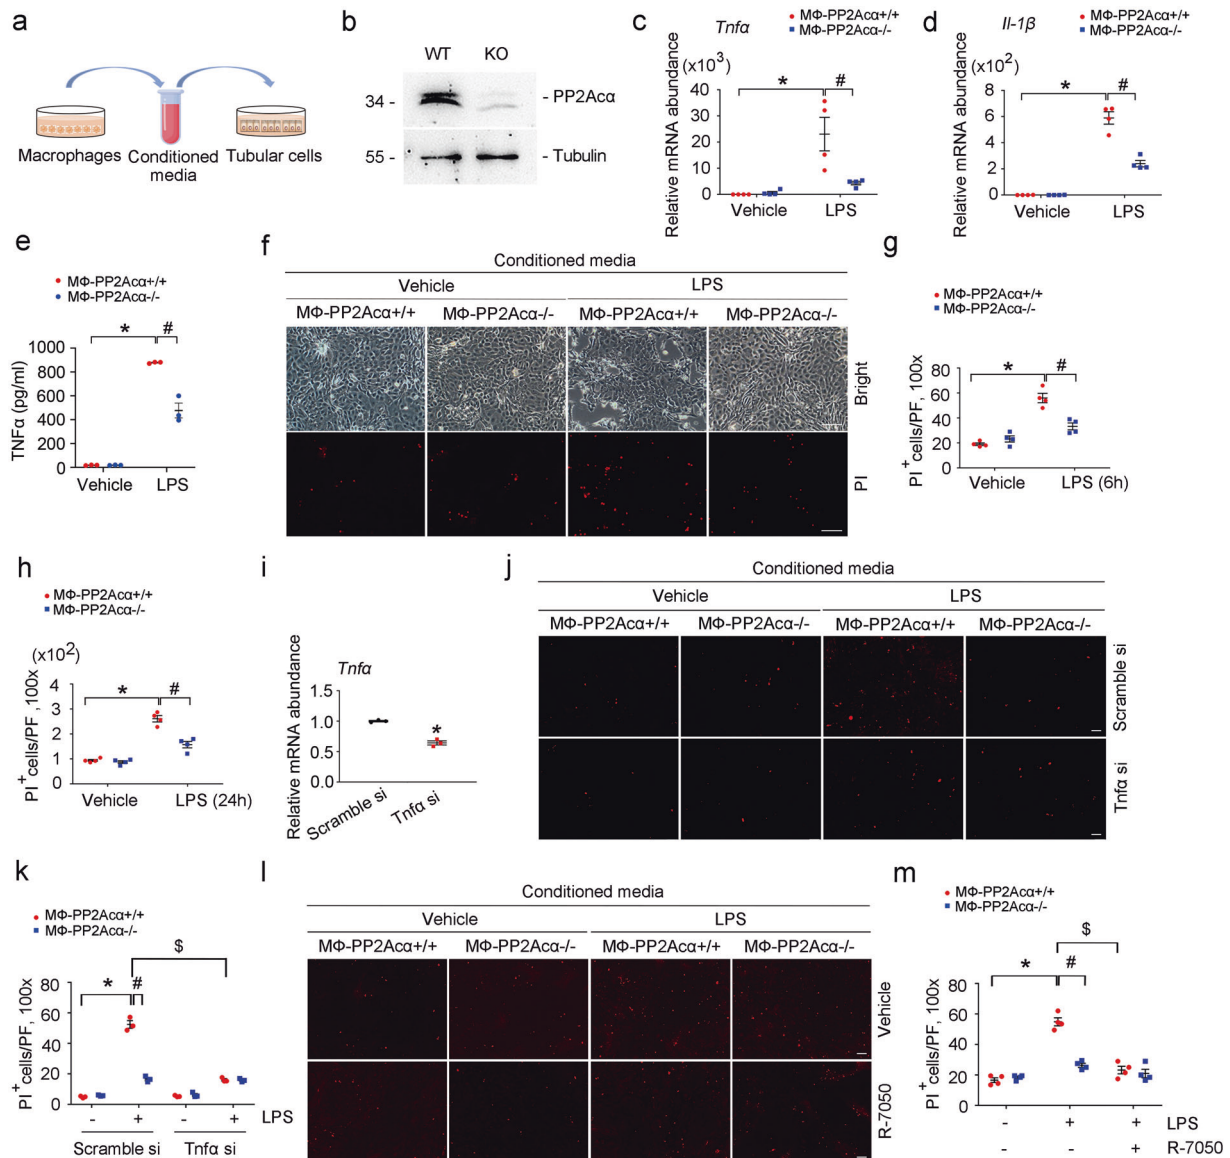 a
Macrophages
Conditioned
media
Tubular cells
b
WT
KO
34 -
- PP2Acα
55 -
- Tubulin
c
Tnfα
MΦ-PP2Acα+/+
MΦ-PP2Acα-/-
(x10³)
Relative mRNA abundance
*
#
40
30
20
10
0
Vehicle
LPS
d
Il-1β
MΦ-PP2Acα+/+
MΦ-PP2Acα-/-
(x10²)
Relative mRNA abundance
*
#
8
6
4
2
0
Vehicle
LPS
e
MΦ-PP2Acα+/+
MΦ-PP2Acα-/-
*
#
TNFα (pg/ml)
1000
800
600
400
200
0
Vehicle
LPS
f
Conditioned media
Vehicle
LPS
MΦ-PP2Acα+/+
MΦ-PP2Acα-/-
MΦ-PP2Acα+/+
MΦ-PP2Acα-/-
Bright
PI
g
MΦ-PP2Acα+/+
MΦ-PP2Acα-/-
PI⁺cells/PF, 100x
*
#
80
60
40
20
0
Vehicle
LPS (6h)
h
MΦ-PP2Acα+/+
MΦ-PP2Acα-/-
(x10²)
PI⁺cells/PF ,100x
*
#
4
3
2
1
0
Vehicle
LPS (24h)
i
Tnfα
Relative mRNA abundance
1.5
1.0
0.5
0.0
*
Scramble si
Tnfα si
j
Conditioned media
Vehicle
LPS
MΦ-PP2Acα+/+
MΦ-PP2Acα-/-
MΦ-PP2Acα+/+
MΦ-PP2Acα-/-
Scramble si
Tnfα si
k
MΦ-PP2Acα+/+
MΦ-PP2Acα-/-
$
*
#
PI⁺cells/PF, 100x
80
60
40
20
0
- + - + LPS
Scramble si
Tnfα si
l
Conditioned media
Vehicle
LPS
MΦ-PP2Acα+/+
MΦ-PP2Acα-/-
MΦ-PP2Acα+/+
MΦ-PP2Acα-/-
Vehicle
R-7050
m
MΦ-PP2Acα+/+
MΦ-PP2Acα-/-
$
*
#
PI⁺cells/PF, 100x
80
60
40
20
0
- + + LPS
- - + R-7050